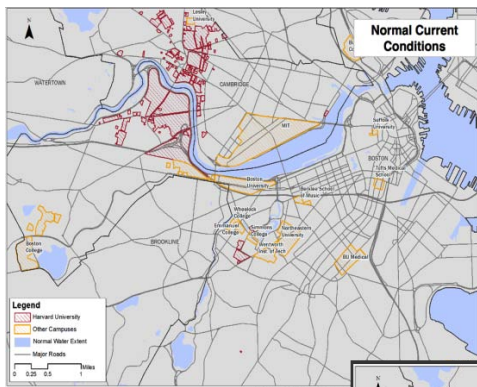 Normal Current
Conditions
N
Lesley
University
WATERTOWN
CAMBRIDGE
MIT
Suffolk
University
BOSTON
Tufts Medical
School
Boston
University
Berklee School
of Music
Wheelock
College
Emmanuel
College
Simmons
College
Northeastern
University
Wentworth
Inst. of Tech
BROOKLINE
Boston
College
BU Medical
Legend
Harvard University
Other Campuses
Normal Water Extent
Major Roads
Miles
0 0.25 0.5 1
N